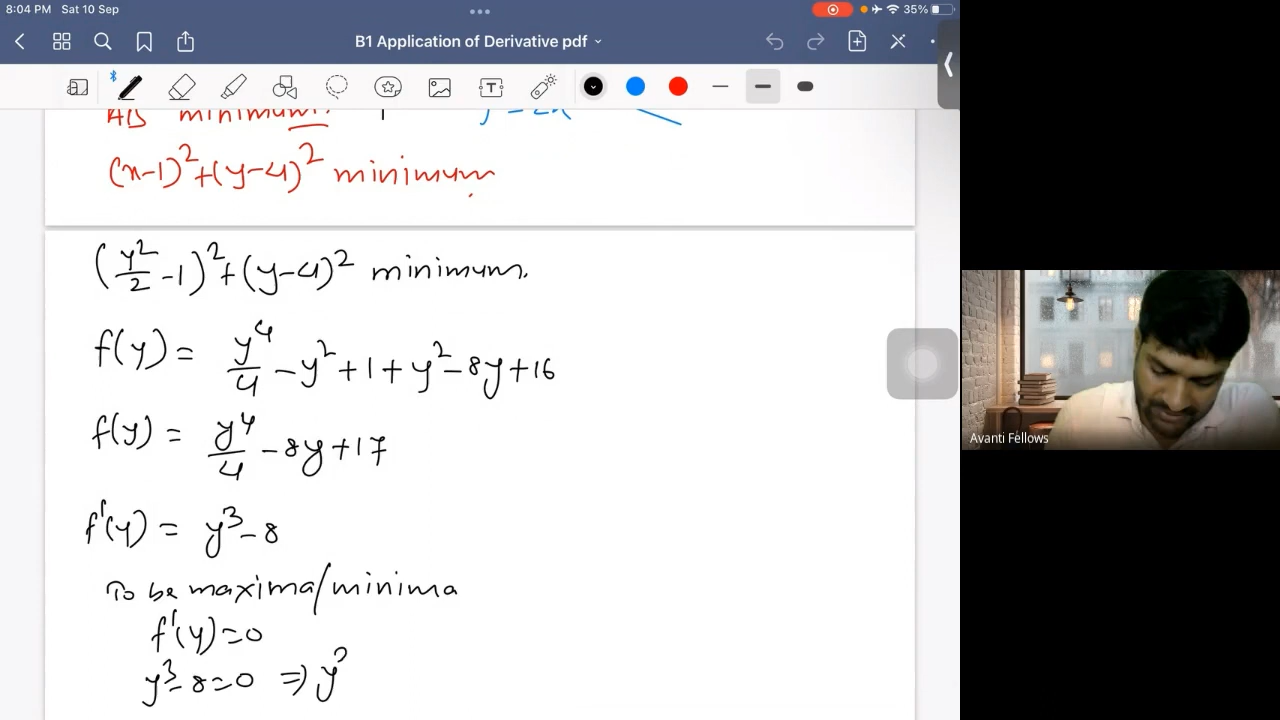 8:04 PM Sat 10 Sep
35%
B1 Application of Derivative pdf
T
AB minimum.
(x-1)²+(y-4)² minimum
(y²/2 -1)²+(y-4)² minimum.
f(y) = y⁴/4 - y² + 1 + y² - 8y + 16
f(y) = y⁴/4 - 8y + 17
f'(y) = y³ - 8
To be maxima/minima
f'(y) = 0
y³ - 8 = 0 ⇒ y³
Avanti Fellows